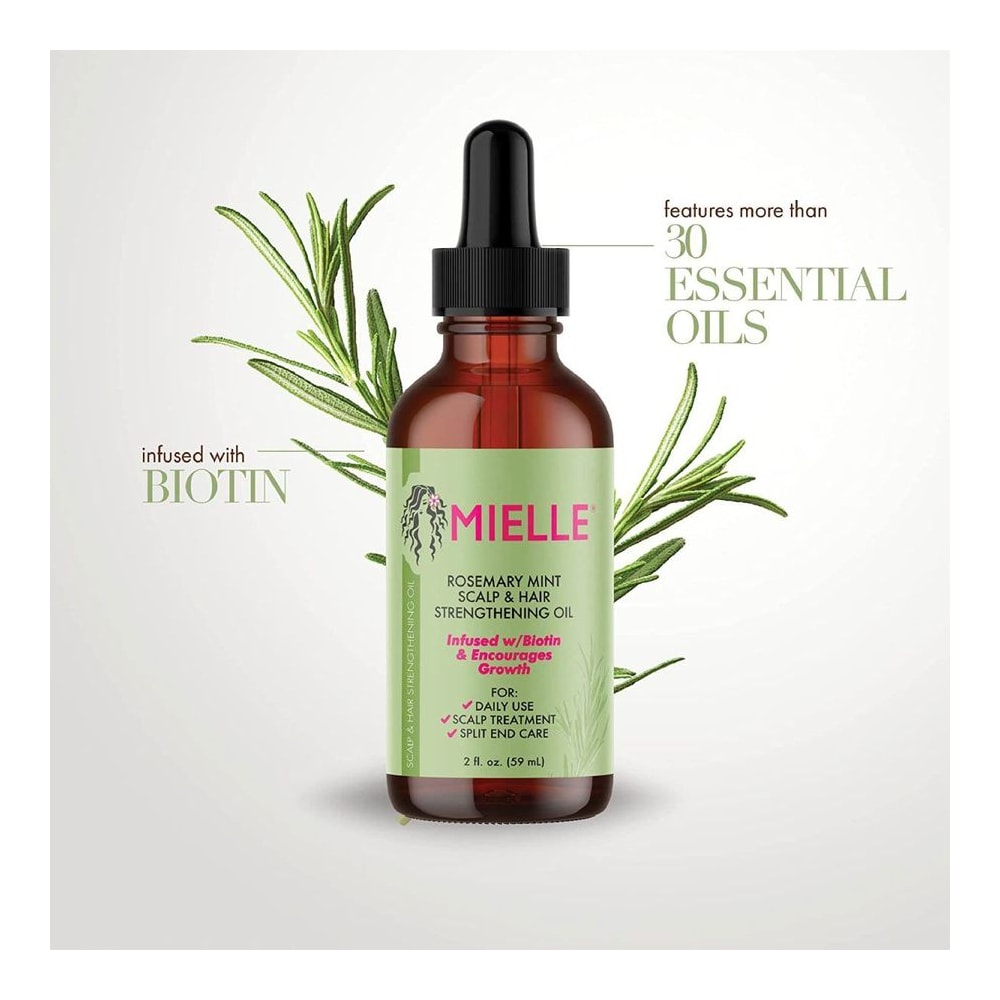 features more than
30
ESSENTIAL
OILS
infused with
BIOTIN
MIELLE®
ROSEMARY MINT
SCALP & HAIR
STRENGTHENING OIL
Infused w/Biotin
& Encourages
Growth
FOR:
✓ DAILY USE
✓ SCALP TREATMENT
✓ SPLIT END CARE
2 fl. oz. (59 mL)
SCALP & HAIR STRENGTHENING OIL